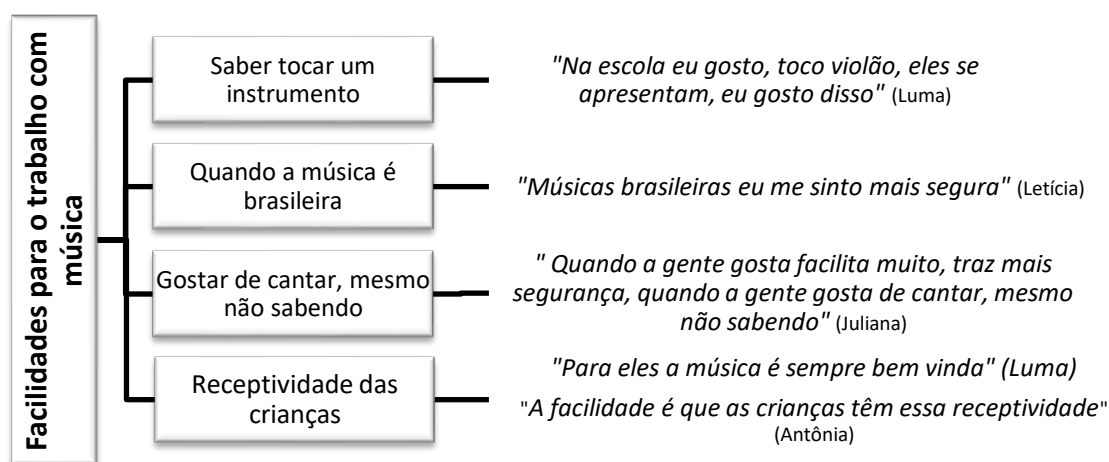 Facilidades para o trabalho com
música
Saber tocar um
instrumento
"Na escola eu gosto, toco violão, eles se
apresentam, eu gosto disso" (Luma)
Quando a música é
brasileira
"Músicas brasileiras eu me sinto mais segura" (Letícia)
Gostar de cantar, mesmo
não sabendo
" Quando a gente gosta facilita muito, traz mais
segurança, quando a gente gosta de cantar, mesmo
não sabendo" (Juliana)
Receptividade das
crianças
"Para eles a música é sempre bem vinda" (Luma)
"A facilidade é que as crianças têm essa receptividade"
(Antônia)